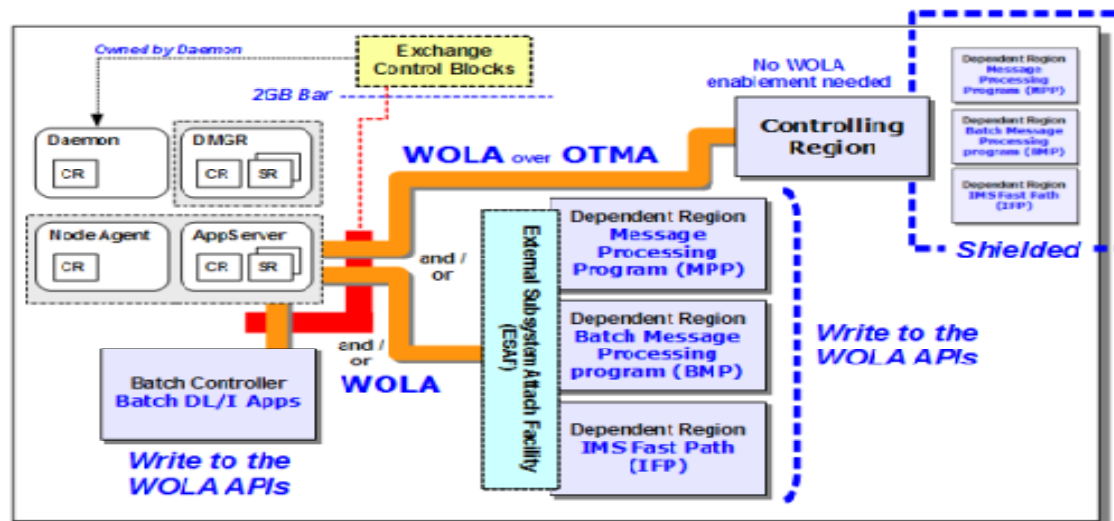 Owned by Daemon
Exchange
Control Blocks
2GB Bar
No WOLA
enablement needed
Dependent Region
Message
Processing
Program (MPP)
Daemon
CR
DMGR
CR
SR
WOLA over OTMA
Controlling
Region
Dependent Region
Batch Message
Processing
program (BMP)
Dependent Region
IMS Fast Path
(IFP)
Shielded
Node Agent
CR
AppServer
CR
SR
and /
or
External Subsystem Attach Facility
(ESAF)
Dependent Region
Message
Processing
Program (MPP)
Dependent Region
Batch Message
Processing
program (BMP)
Dependent Region
IMS Fast Path
(IFP)
Write to the
WOLA APIs
and /
or
WOLA
Batch Controller
Batch DL/I Apps
Write to the
WOLA APIs